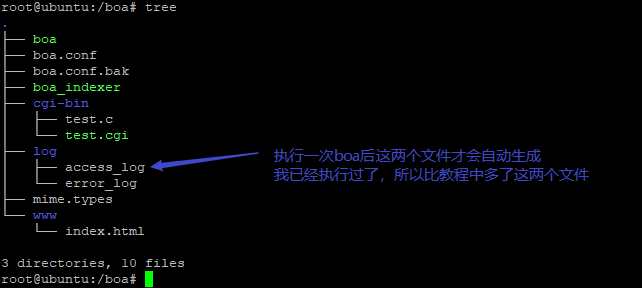 root@ubuntu:/boa# tree
.
├── boa
├── boa.conf
├── boa.conf.bak
├── boa_indexer
├── cgi-bin
│   ├── test.c
│   └── test.cgi
├── log
│   ├── access_log
│   └── error_log
├── mime.types
└── www
    └── index.html
执行一次boa后这两个文件才会自动生成
我已经执行过了，所以比教程中多了这两个文件
3 directories, 10 files
root@ubuntu:/boa#